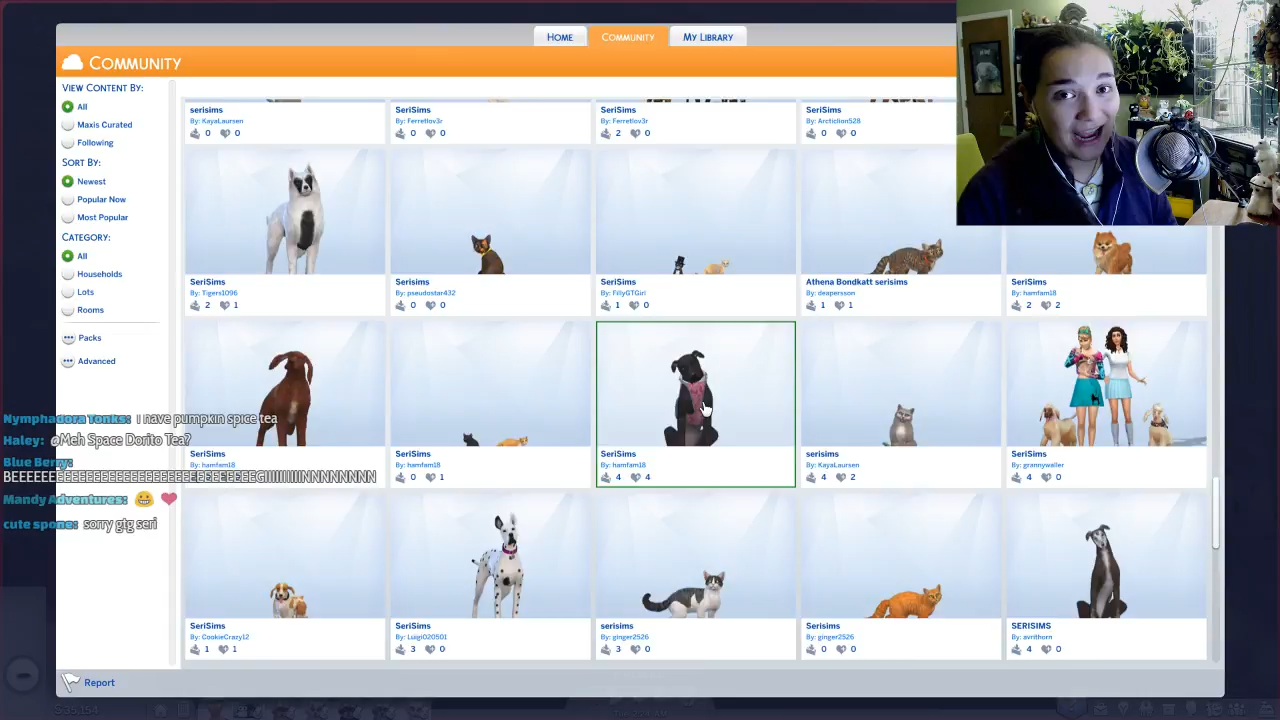 HOME
COMMUNITY
MY LIBRARY
COMMUNITY
VIEW CONTENT BY:
All
Maxis Curated
Following
SORT BY:
Newest
Popular Now
Most Popular
CATEGORY:
All
Households
Lots
Rooms
Packs
Advanced
serisims
By: KayaLaursen
0 0
SeriSims
By: Ferretlov3r
0 0
SeriSims
By: Ferretlov3r
2 0
SeriSims
By: Arcticlion528
0 0
SeriSims
By: Tigers1096
2 1
Serisims
By: pseudostar432
0 0
SeriSims
By: FillyGTGirl
1 0
Athena Bondkatt serisims
By: deapersson
1 1
SeriSims
By: hamfam18
2 2
SeriSims
By: hamfam18
SeriSims
By: hamfam18
0 1
SeriSims
By: hamfam18
4 4
serisims
By: KayaLaursen
4 2
SeriSims
By: grannywaller
4 0
SeriSims
By: CookieCrazy12
1 1
SeriSims
By: Luigi020501
3 0
serisims
By: ginger2526
3 0
Serisims
By: ginger2526
0 0
SERISIMS
By: avrithorn
4 0
Nymphadora Tonks: i have pumpkin spice tea
Haley: @Meh Space Dorito Tea?
Blue Berry:
Mandy Adventures:
cute spone: sorry gtg seri
Report